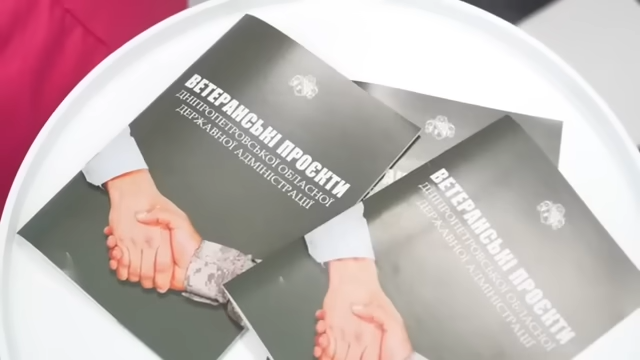 ВЕТЕРАНСЬКІ ПРОЄКТИ
ДНІПРОПЕТРОВСЬКОЇ ОБЛАСНОЇ
ДЕРЖАВНОЇ АДМІНІСТРАЦІЇ
ВЕТЕРАНСЬКІ ПРОЄКТИ
ДНІПРОПЕТРОВСЬКОЇ ОБЛАСНОЇ
ДЕРЖАВНОЇ АДМІНІСТРАЦІЇ